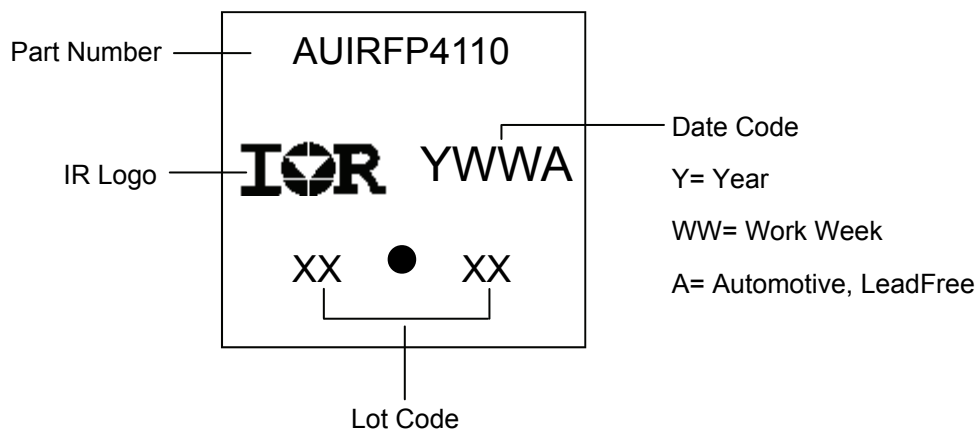 Part Number
AUIRFP4110
IR Logo
IOR
YWWA
Date Code
Y= Year
WW= Work Week
A= Automotive, LeadFree
XX
XX
Lot Code